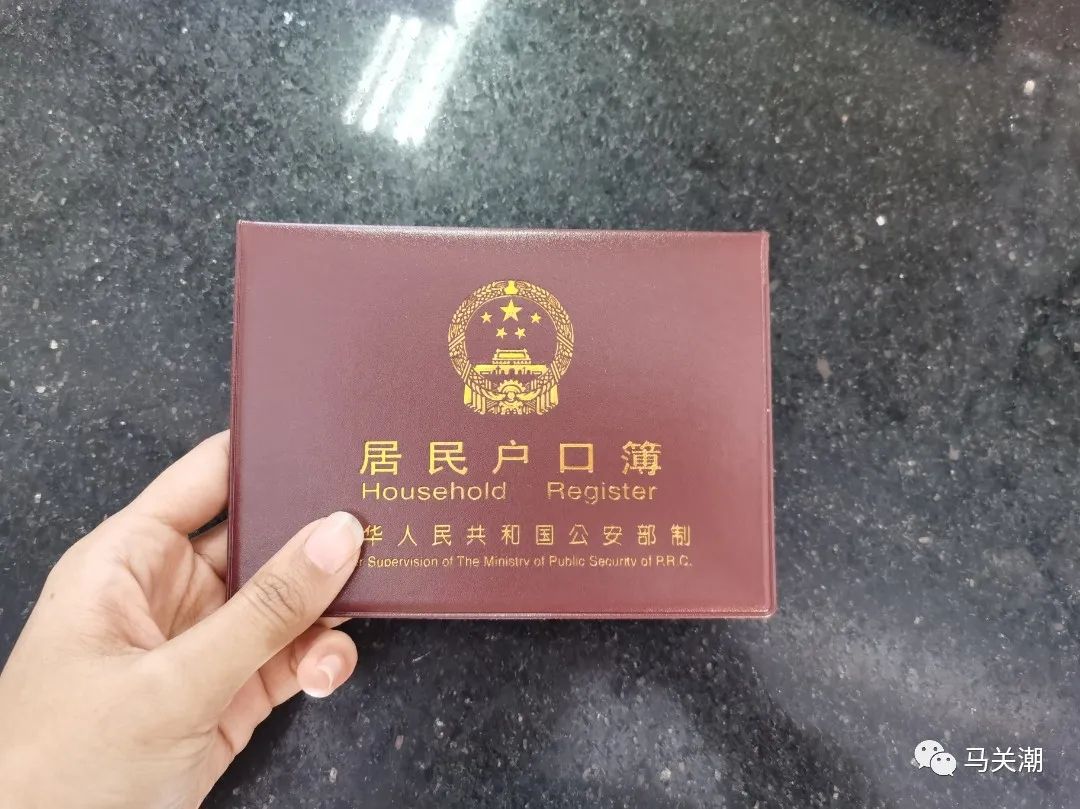 居民户口簿
Household Register
华人民共和国公安部制
Supervision of The Ministry of Public Security of P.R.C.
马关潮